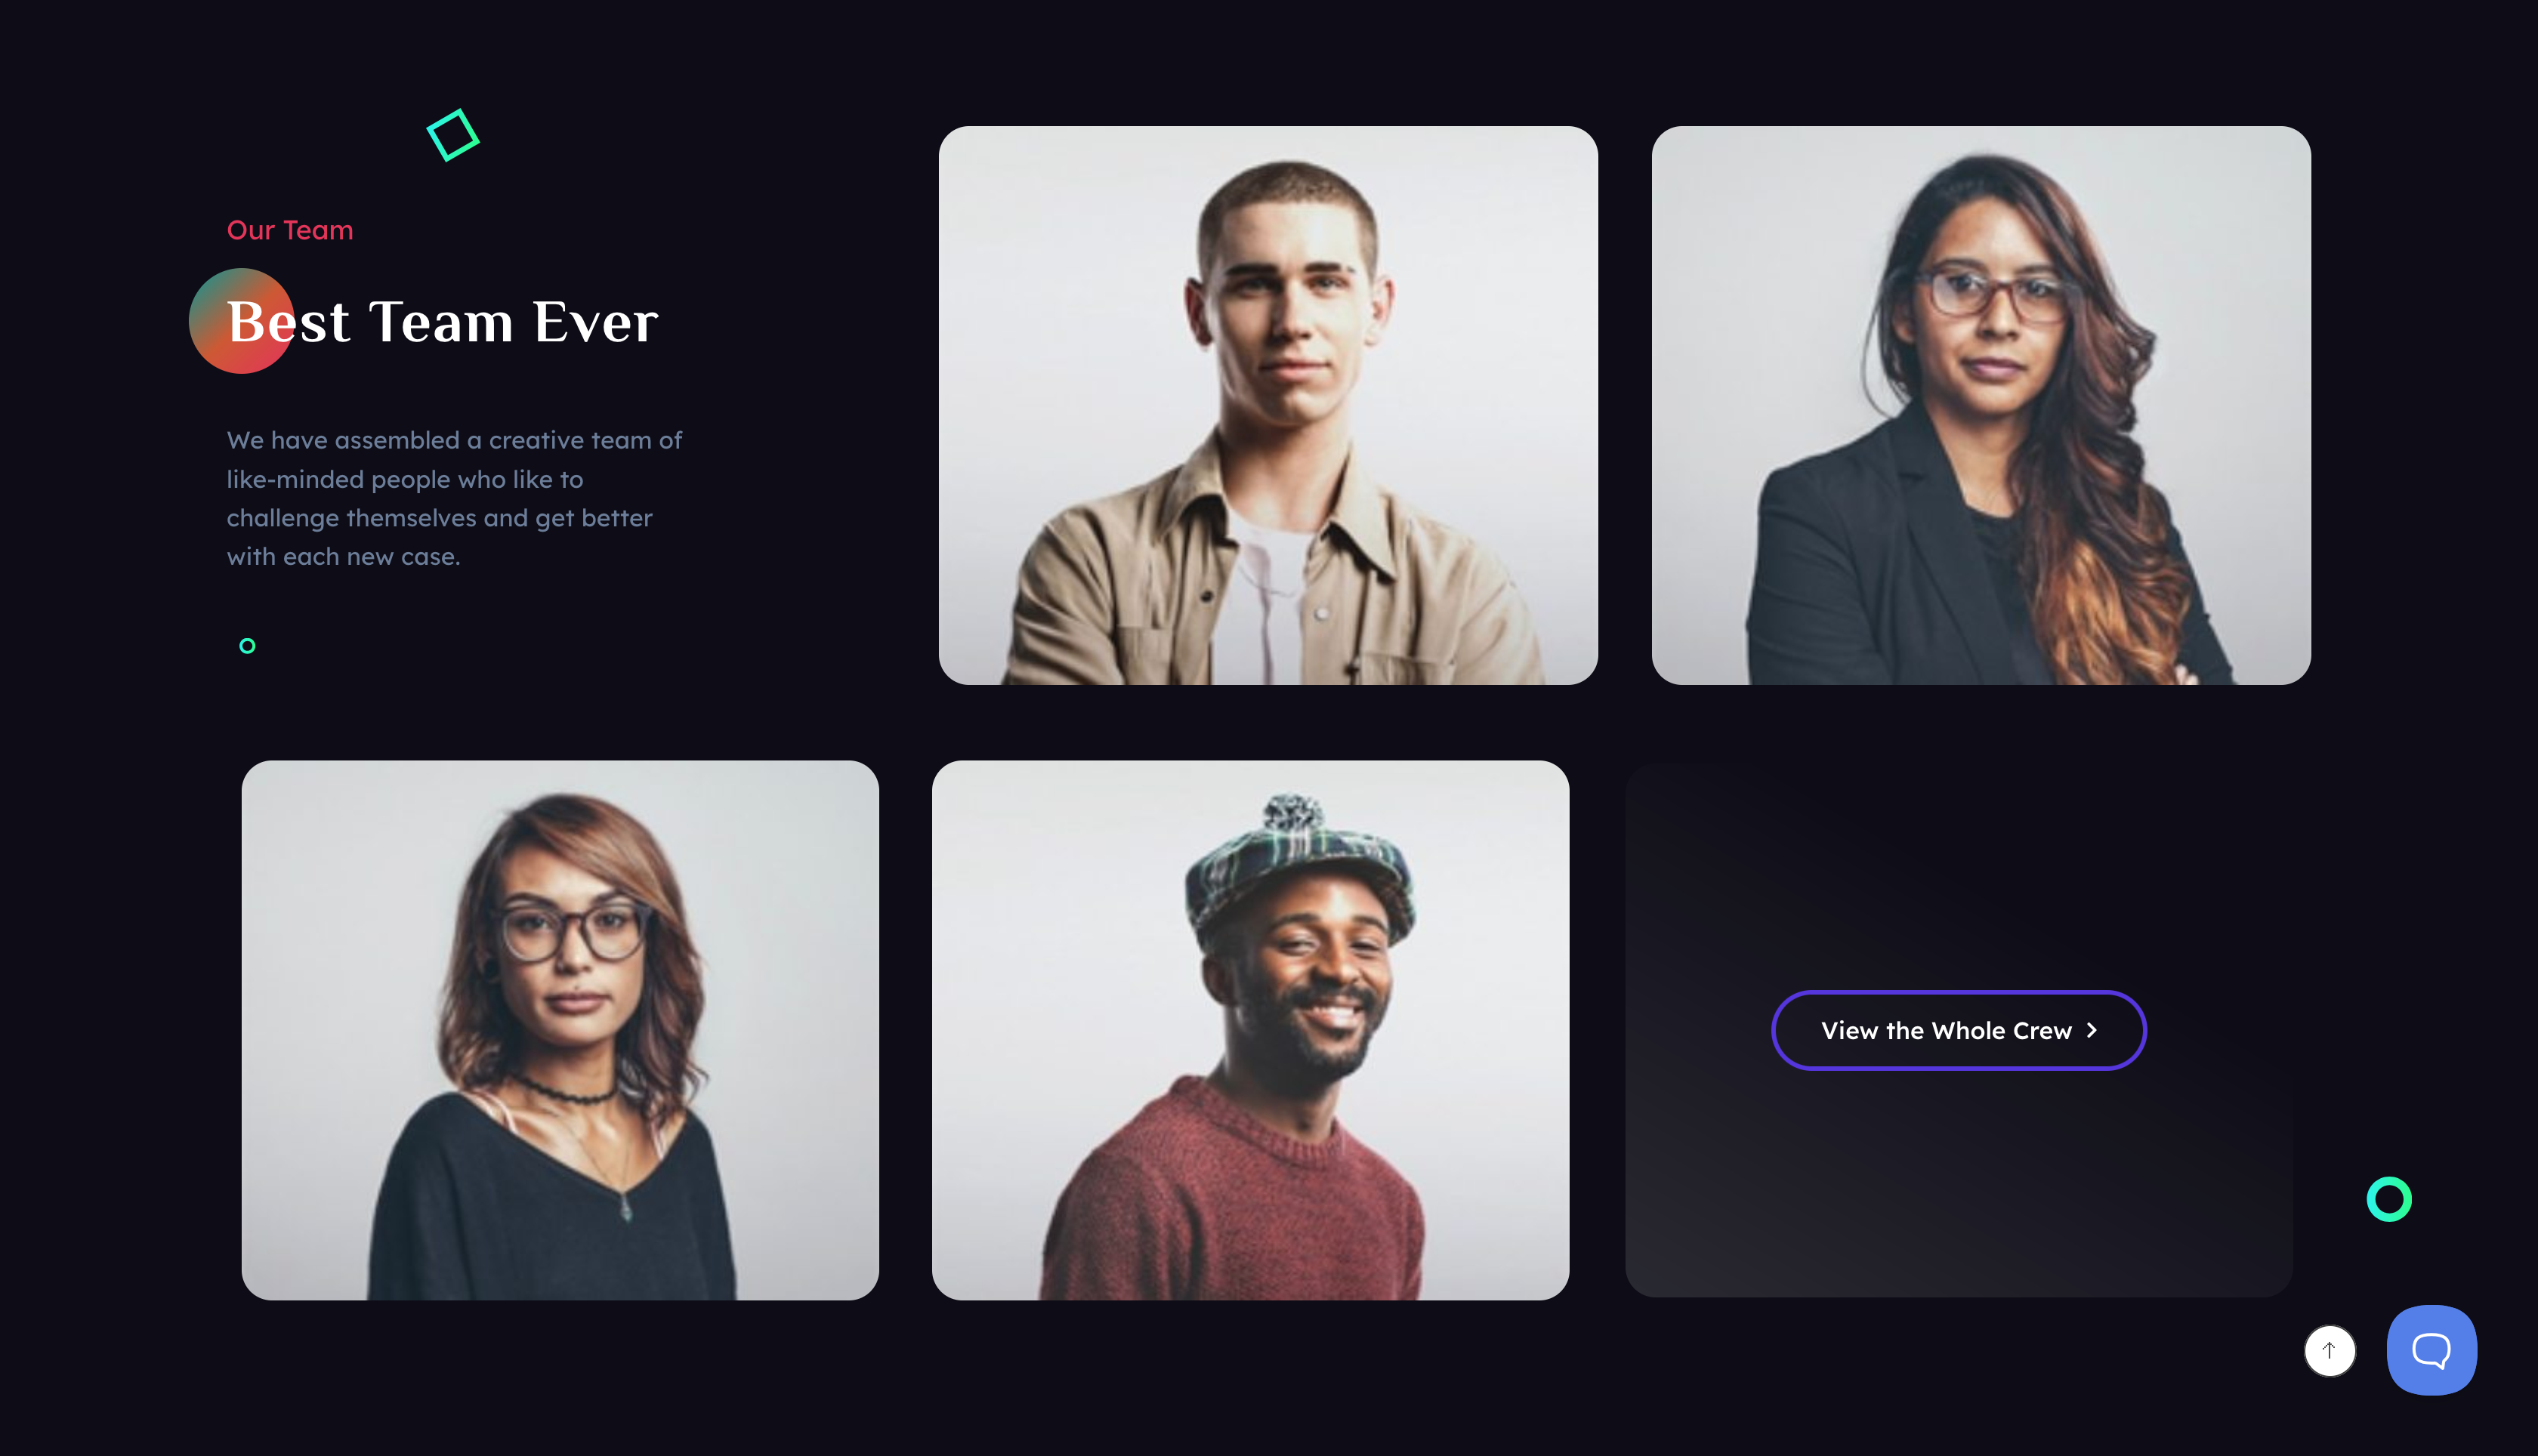 Our Team
Best Team Ever
We have assembled a creative team of
like-minded people who like to
challenge themselves and get better
with each new case.
View the Whole Crew